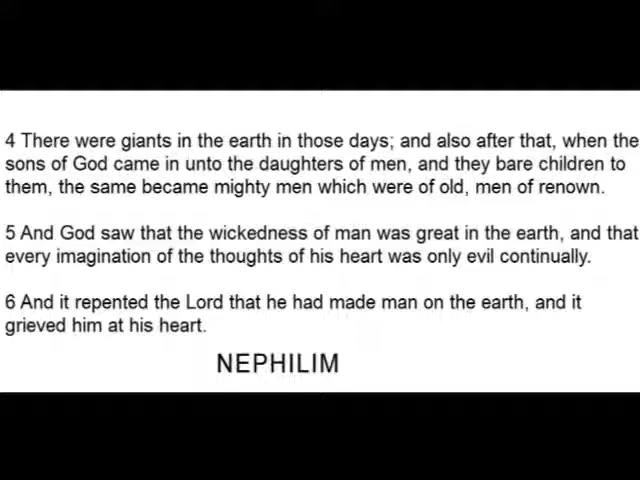 4 There were giants in the earth in those days; and also after that, when the
sons of God came in unto the daughters of men, and they bare children to
them, the same became mighty men which were of old, men of renown.
5 And God saw that the wickedness of man was great in the earth, and that
every imagination of the thoughts of his heart was only evil continually.
6 And it repented the Lord that he had made man on the earth, and it
grieved him at his heart.
NEPHILIM